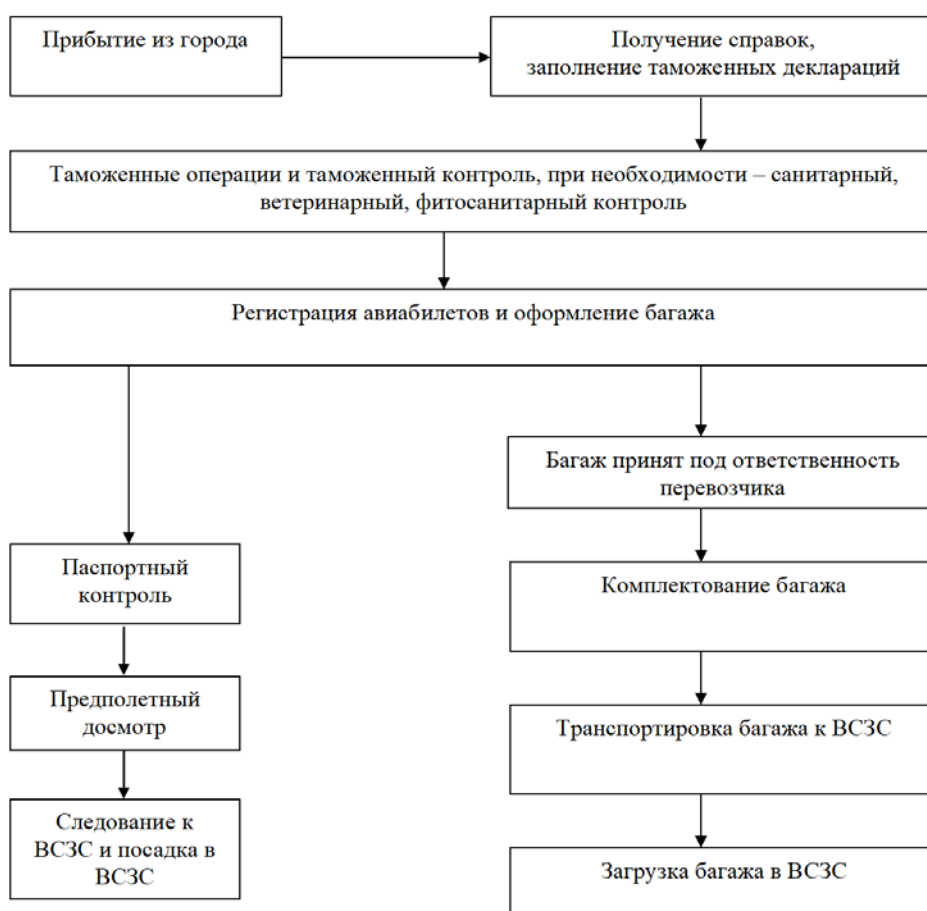 Прибытие из города
Получение справок,
заполнение таможенных деклараций
Таможенные операции и таможенный контроль, при необходимости – санитарный,
ветеринарный, фитосанитарный контроль
Регистрация авиабилетов и оформление багажа
Багаж принят под ответственность
перевозчика
Паспортный
контроль
Комплектование багажа
Предполетный
досмотр
Транспортировка багажа к ВСЗС
Следование к
ВСЗС и посадка в
ВСЗС
Загрузка багажа в ВСЗС